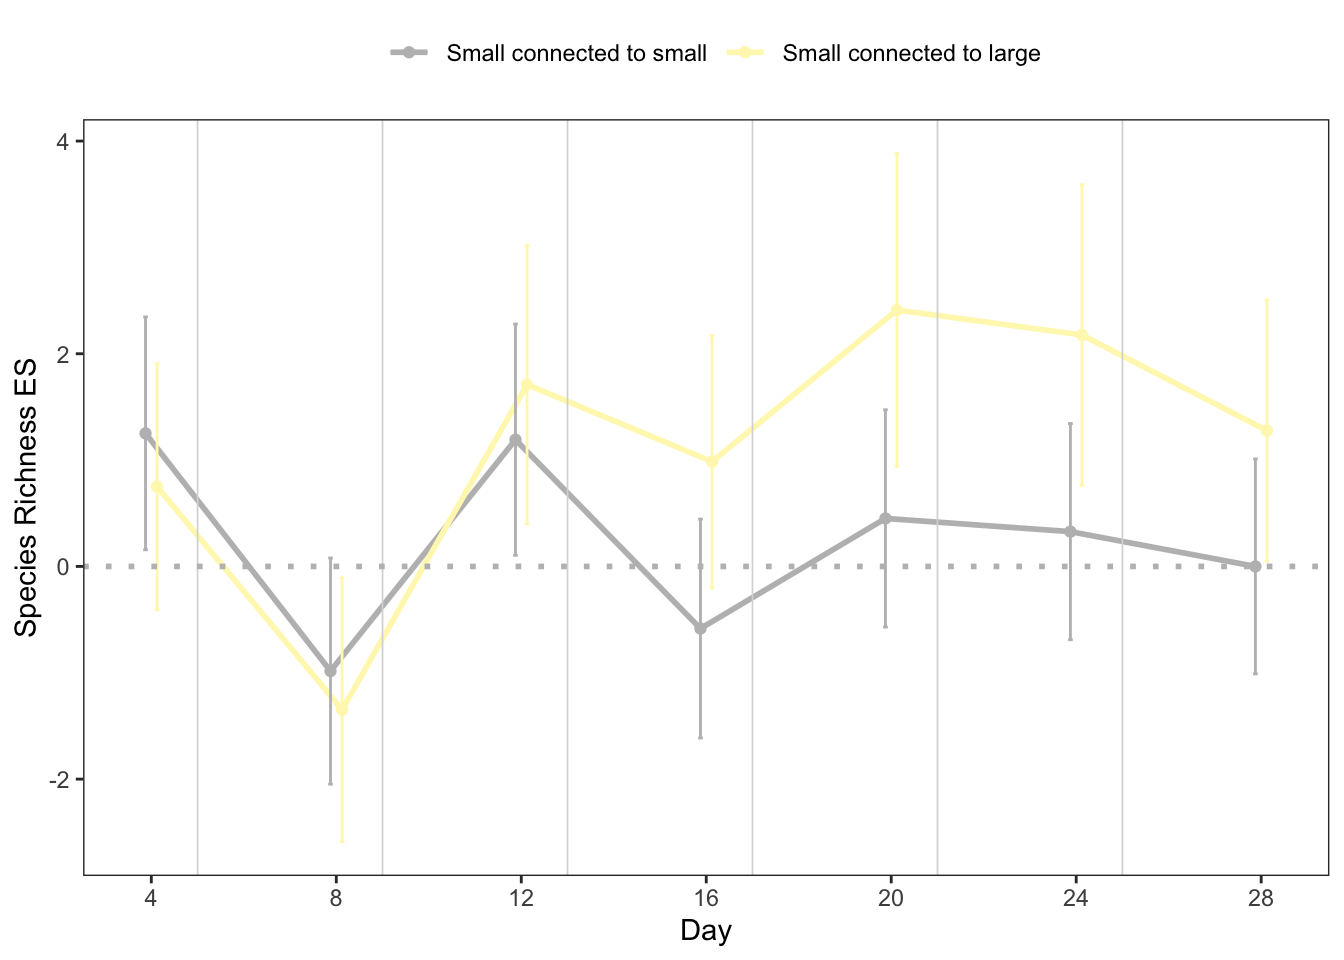 Small connected to small Small connected to large
4
2
0
-2
Species Richness ES
4 8 12 16 20 24 28
Day